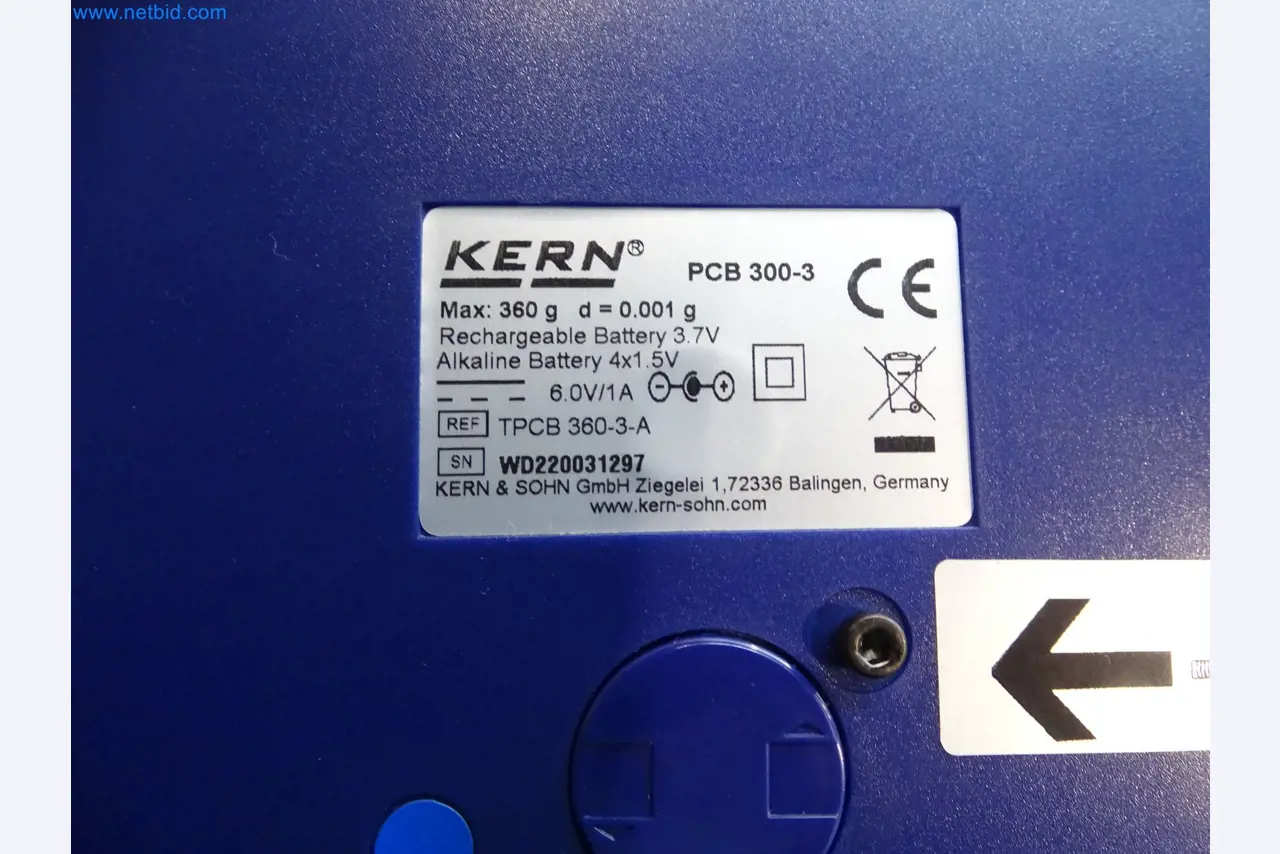 www.netbid.com
KERN® PCB 300-3 CE
Max: 360 g d = 0.001 g
Rechargeable Battery 3.7V
Alkaline Battery 4x1.5V
6.0V/1A - +
REF TPCB 360-3-A
SN WD220031297
KERN & SOHN GmbH Ziegelei 1,72336 Balingen, Germany
www.kern-sohn.com